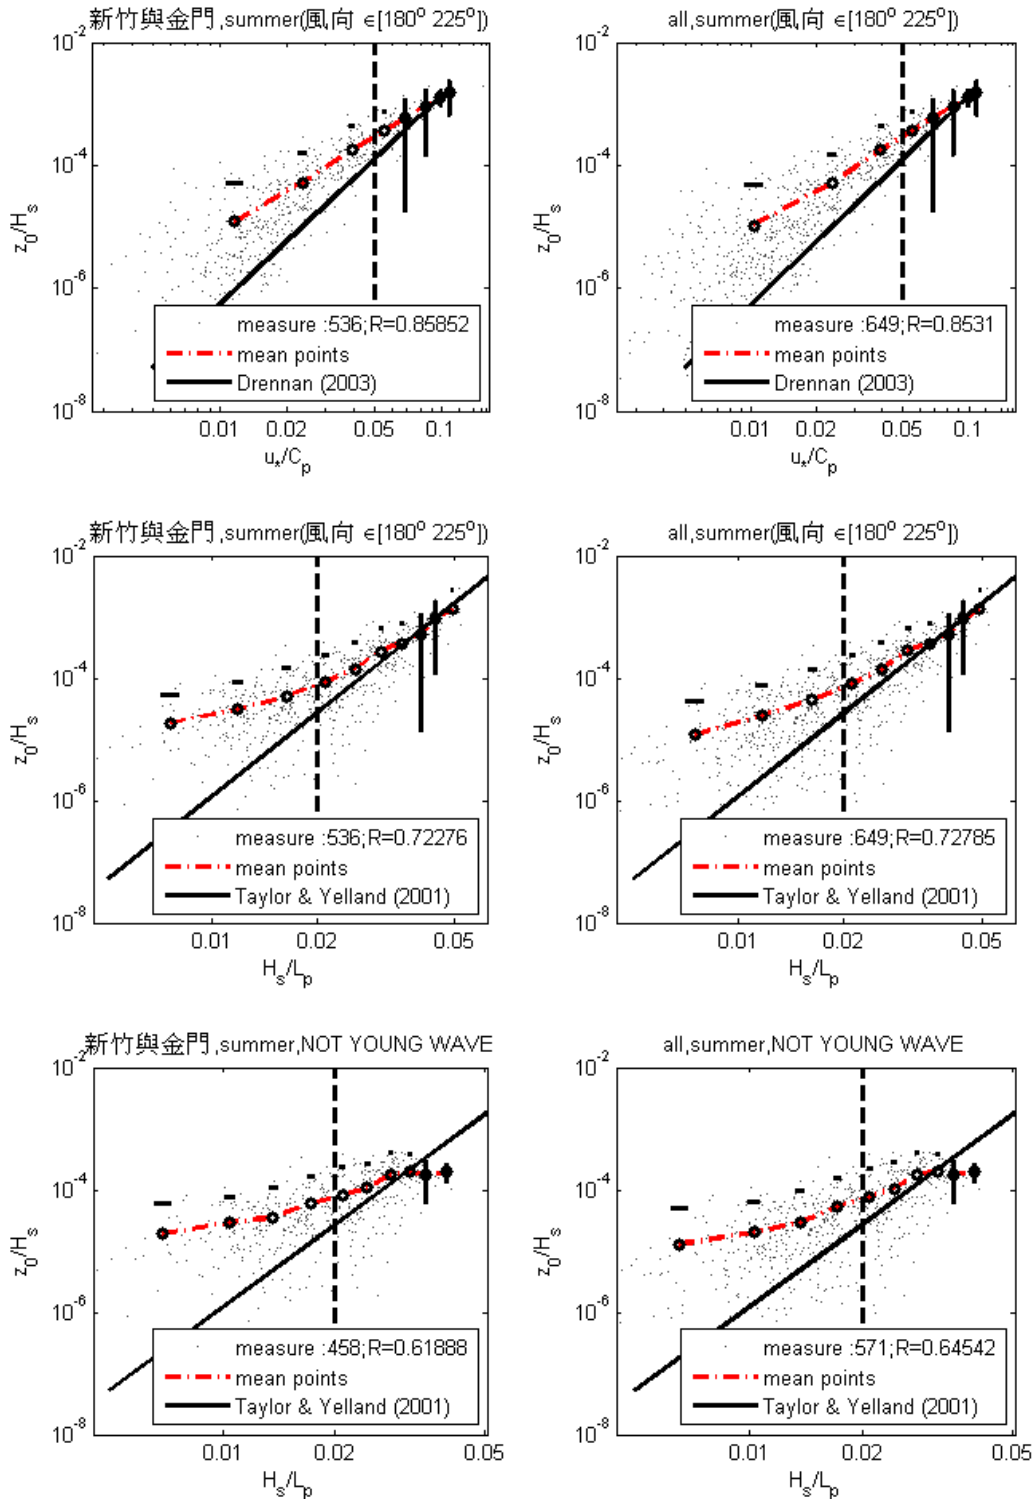 新竹與金門,summer(風向 ∈[180° 225°])
10⁻²
10⁻⁴
10⁻⁶
10⁻⁸
z₀/Hₛ
measure :536;R=0.85852
mean points
Drennan (2003)
0.01 0.02 0.05 0.1
u*/Cₚ
all,summer(風向 ∈[180° 225°])
10⁻²
10⁻⁴
10⁻⁶
10⁻⁸
z₀/Hₛ
measure :649;R=0.8531
mean points
Drennan (2003)
0.01 0.02 0.05 0.1
u*/Cₚ
新竹與金門,summer(風向 ∈[180° 225°])
10⁻²
10⁻⁴
10⁻⁶
10⁻⁸
z₀/Hₛ
measure :536;R=0.72276
mean points
Taylor & Yelland (2001)
0.01 0.02 0.05
Hₛ/Lₚ
all,summer(風向 ∈[180° 225°])
10⁻²
10⁻⁴
10⁻⁶
10⁻⁸
z₀/Hₛ
measure :649;R=0.72785
mean points
Taylor & Yelland (2001)
0.01 0.02 0.05
Hₛ/Lₚ
新竹與金門,summer,NOT YOUNG WAVE
10⁻²
10⁻⁴
10⁻⁶
10⁻⁸
z₀/Hₛ
measure :458;R=0.61888
mean points
Taylor & Yelland (2001)
0.01 0.02 0.05
Hₛ/Lₚ
all,summer,NOT YOUNG WAVE
10⁻²
10⁻⁴
10⁻⁶
10⁻⁸
z₀/Hₛ
measure :571;R=0.64542
mean points
Taylor & Yelland (2001)
0.01 0.02 0.05
Hₛ/Lₚ